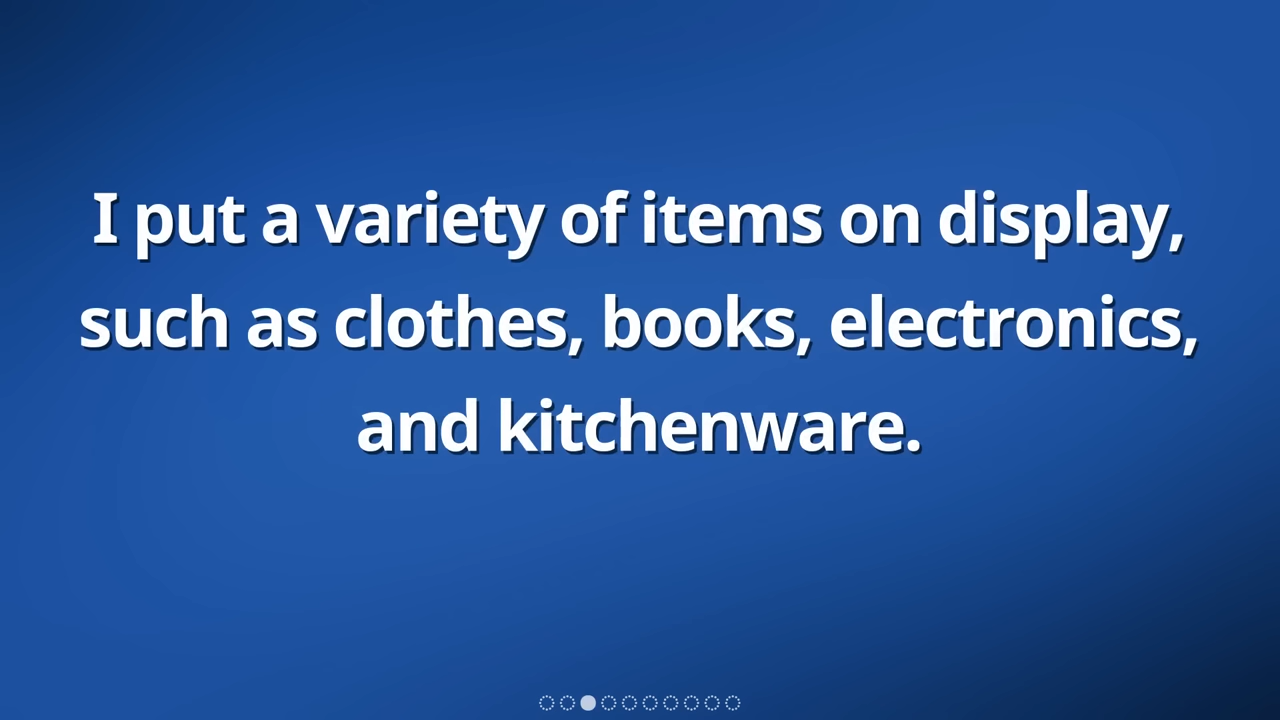 I put a variety of items on display,
such as clothes, books, electronics,
and kitchenware.